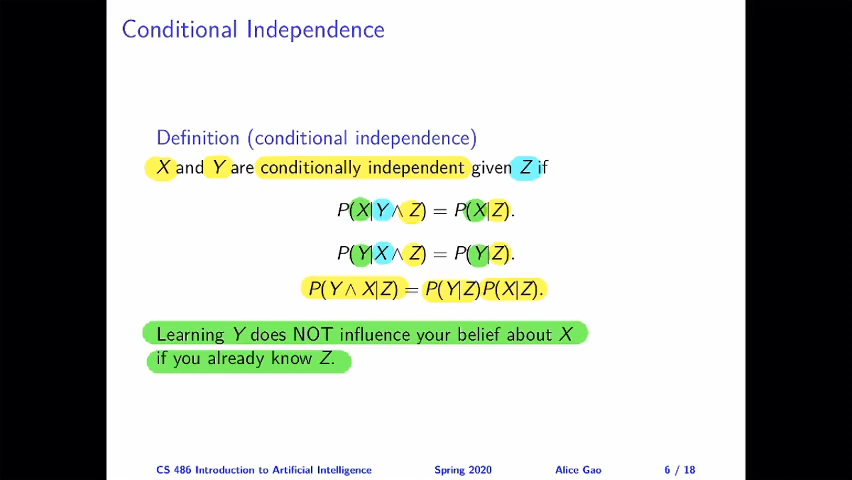 Conditional Independence
Definition (conditional independence)
X and Y are conditionally independent given Z if
P(X|Y ∧ Z) = P(X|Z).
P(Y|X ∧ Z) = P(Y|Z).
P(Y ∧ X|Z) = P(Y|Z)P(X|Z).
Learning Y does NOT influence your belief about X
if you already know Z.
CS 486 Introduction to Artificial Intelligence Spring 2020 Alice Gao 6 / 18